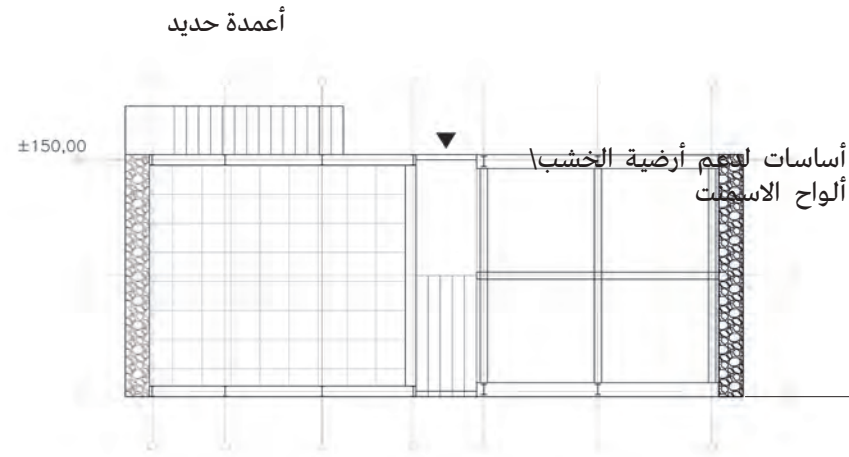 أعمدة حديد
±150,00
أساسات لدعم أرضية الخشب\
ألواح الاسمنت